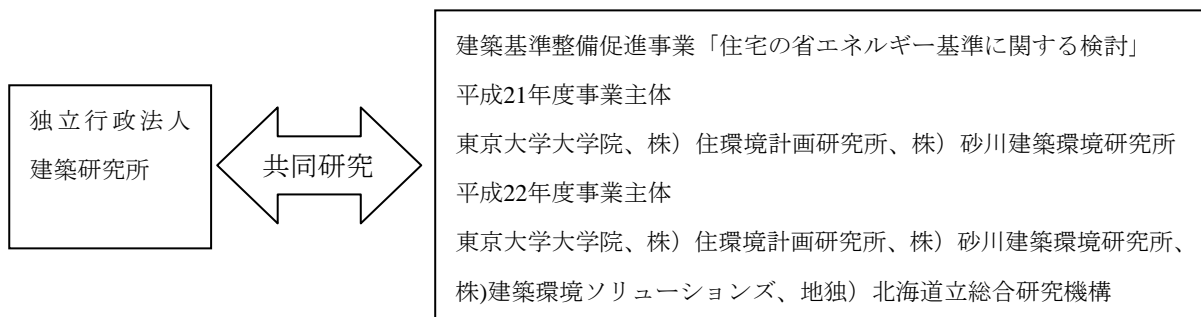 独立行政法人
建築研究所
共同研究
建築基準整備促進事業「住宅の省エネルギー基準に関する検討」
平成21年度事業主体
東京大学大学院、株）住環境計画研究所、株）砂川建築環境研究所
平成22年度事業主体
東京大学大学院、株）住環境計画研究所、株）砂川建築環境研究所、
株)建築環境ソリューションズ、地独）北海道立総合研究機構